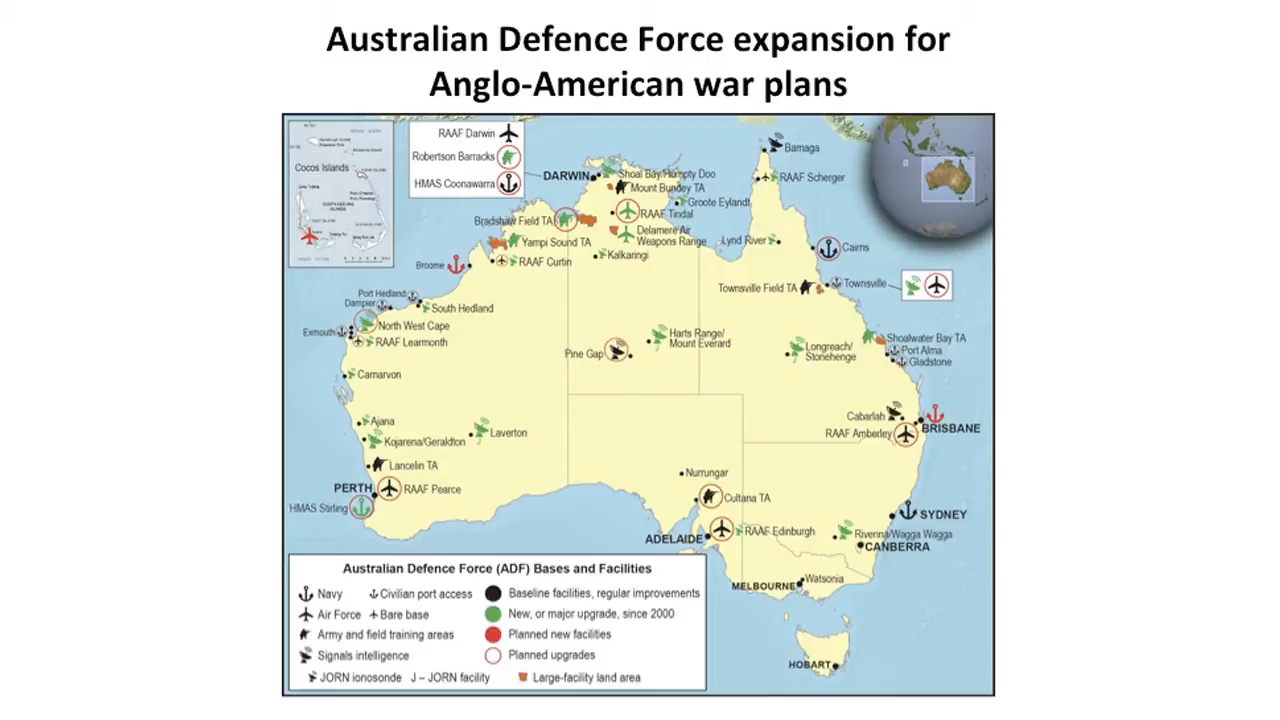 Australian Defence Force expansion for
Anglo-American war plans
Cocos Islands
RAAF Darwin
Robertson Barracks
HMAS Coonawarra
DARWIN
Shoal Bay/Humpty Doo
Mount Bundey TA
Groote Eylandt
RAAF Tindal
Bradshaw Field TA
Delamere Air
Weapons Range
Yampi Sound TA
Kalkaringi
RAAF Curtin
Broome
Bamaga
RAAF Scherger
Lynd River
Cairns
Townsville Field TA
Townsville
Port Hedland
Dampier
South Hedland
Exmouth
North West Cape
RAAF Learmonth
Carnarvon
Pine Gap
Harts Range/
Mount Everard
Longreach/
Stonehenge
Shoalwater Bay TA
Port Alma
Gladstone
Ajana
Kojarena/Geraldton
Laverton
Lancelin TA
PERTH
RAAF Pearce
HMAS Stirling
Cabarlah
RAAF Amberley
BRISBANE
Nurrungar
Cultana TA
ADELAIDE
RAAF Edinburgh
SYDNEY
Riverina/Wagga Wagga
CANBERRA
MELBOURNE
Watsonia
HOBART
Australian Defence Force (ADF) Bases and Facilities
Navy
Civilian port access
Baseline facilities, regular improvements
Air Force
Bare base
New, or major upgrade, since 2000
Army and field training areas
Planned new facilities
Signals intelligence
Planned upgrades
JORN ionosonde
J – JORN facility
Large-facility land area